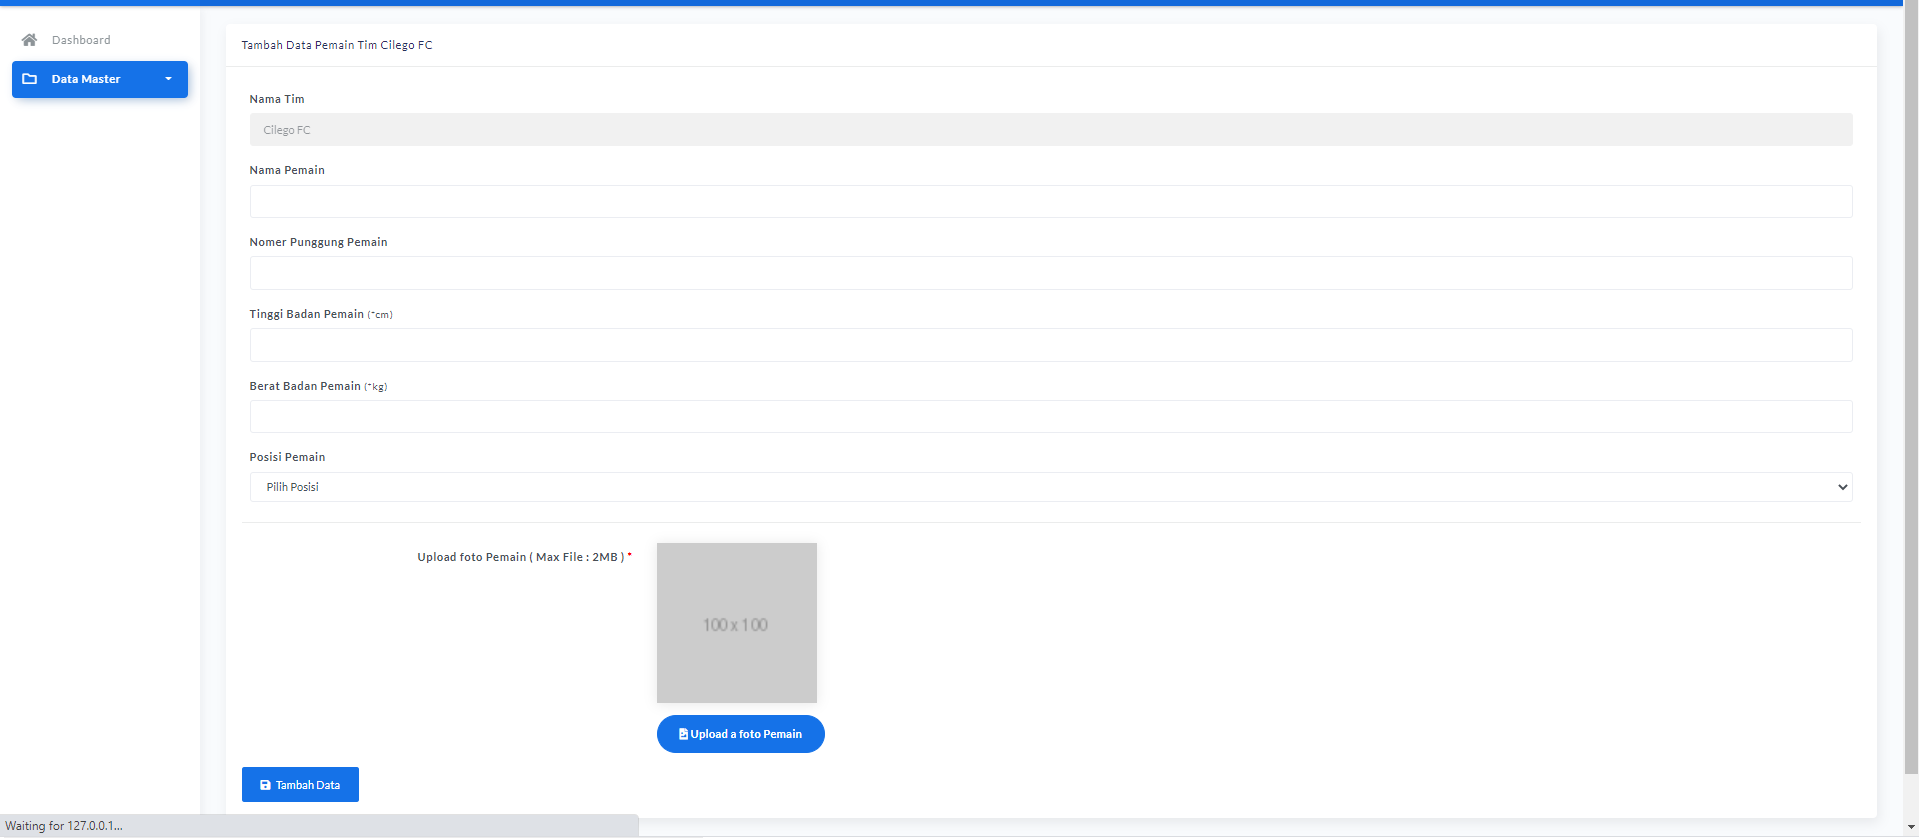 Dashboard
Data Master
Tambah Data Pemain Tim Cilego FC
Nama Tim
Cilego FC
Nama Pemain
Nomer Punggung Pemain
Tinggi Badan Pemain (*cm)
Berat Badan Pemain (*kg)
Posisi Pemain
Pilih Posisi
Upload foto Pemain ( Max File : 2MB ) *
100 x 100
Upload a foto Pemain
Tambah Data
Waiting for 127.0.0.1...